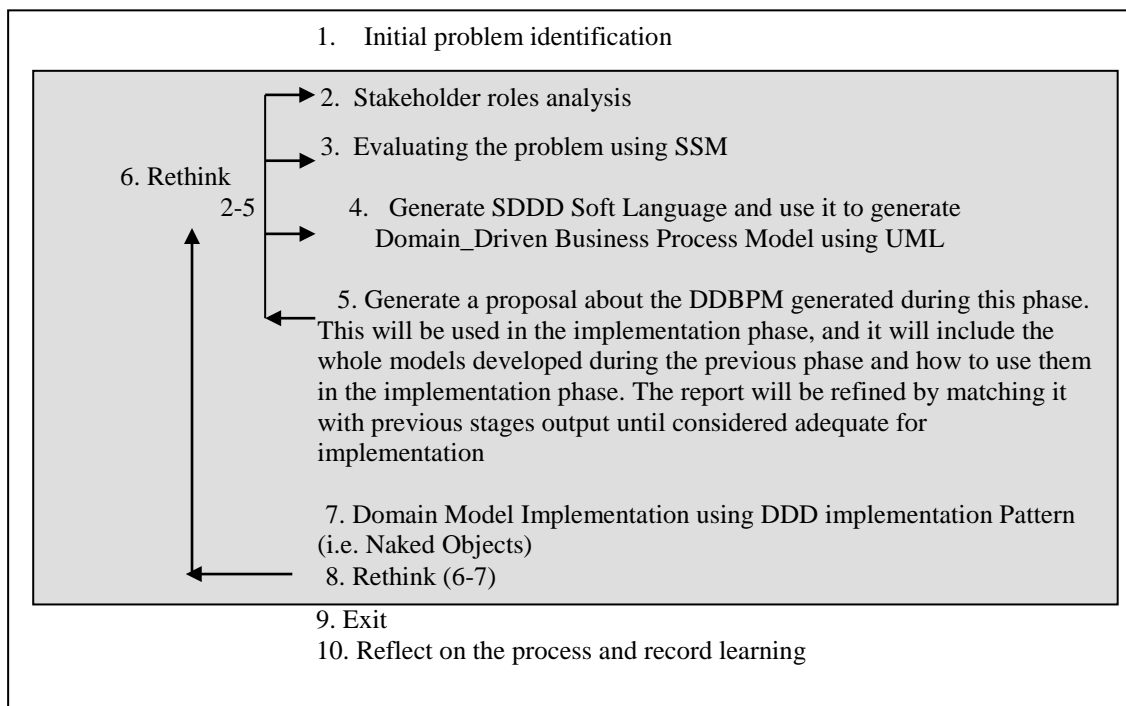 1. Initial problem identification
2. Stakeholder roles analysis
3. Evaluating the problem using SSM
6. Rethink
2-5
4. Generate SDDD Soft Language and use it to generate
Domain_Driven Business Process Model using UML
5. Generate a proposal about the DDBPM generated during this phase.
This will be used in the implementation phase, and it will include the
whole models developed during the previous phase and how to use them
in the implementation phase. The report will be refined by matching it
with previous stages output until considered adequate for
implementation
7. Domain Model Implementation using DDD implementation Pattern
(i.e. Naked Objects)
8. Rethink (6-7)
9. Exit
10. Reflect on the process and record learning